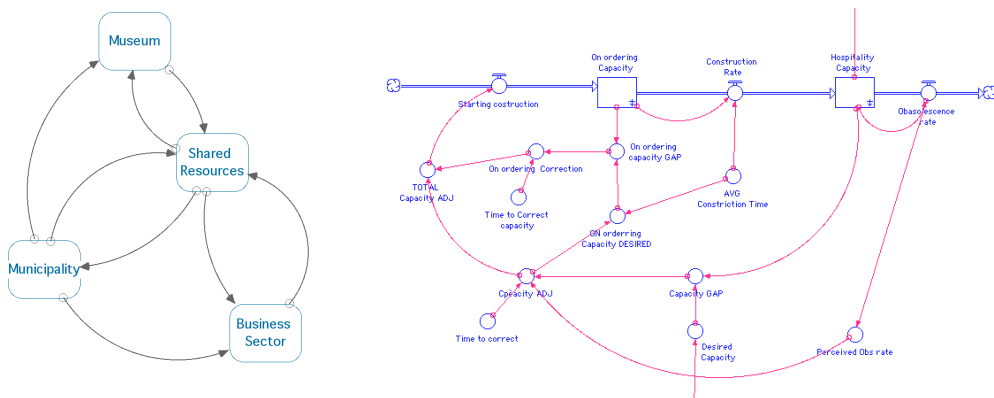 Museum
Shared
Resources
Municipality
Business
Sector
On ordering
Capacity
Construction
Rate
Hospitality
Capacity
Starting costruction
Obasolescence
rate
On ordering Correction
On ordering
capacity GAP
TOTAL
Capacity ADJ
AVG
Constriction Time
Time to Correct
capacity
ON orderring
Capacity DESIRED
Cpeacity ADJ
Capacity GAP
Time to correct
Desired
Capacity
Perceived Obs rate